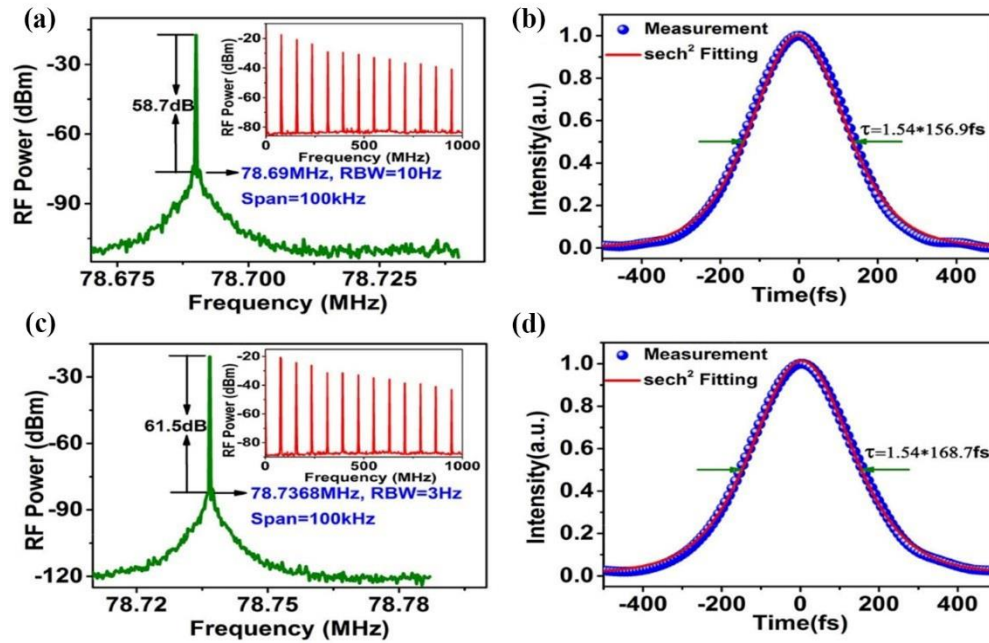 (a)
RF Power (dBm)
-30
-60
-90
58.7dB
78.69MHz, RBW=10Hz
Span=100kHz
78.675
78.700
78.725
Frequency (MHz)
RF Power (dBm)
-20
-40
-60
-80
0
500
1000
Frequency (MHz)
(b)
Intensity(a.u.)
1.0
0.8
0.6
0.4
0.2
0.0
Measurement
sech² Fitting
τ=1.54*156.9fs
-400
-200
0
200
400
Time(fs)
(c)
RF Power (dBm)
-30
-60
-90
-120
61.5dB
78.7368MHz, RBW=3Hz
Span=100kHz
78.72
78.75
78.78
Frequency (MHz)
RF Power (dBm)
-20
-40
-60
-80
0
500
1000
Frequency (MHz)
(d)
Intensity(a.u.)
1.0
0.8
0.6
0.4
0.2
0.0
Measurement
sech² Fitting
τ=1.54*168.7fs
-400
-200
0
200
400
Time(fs)